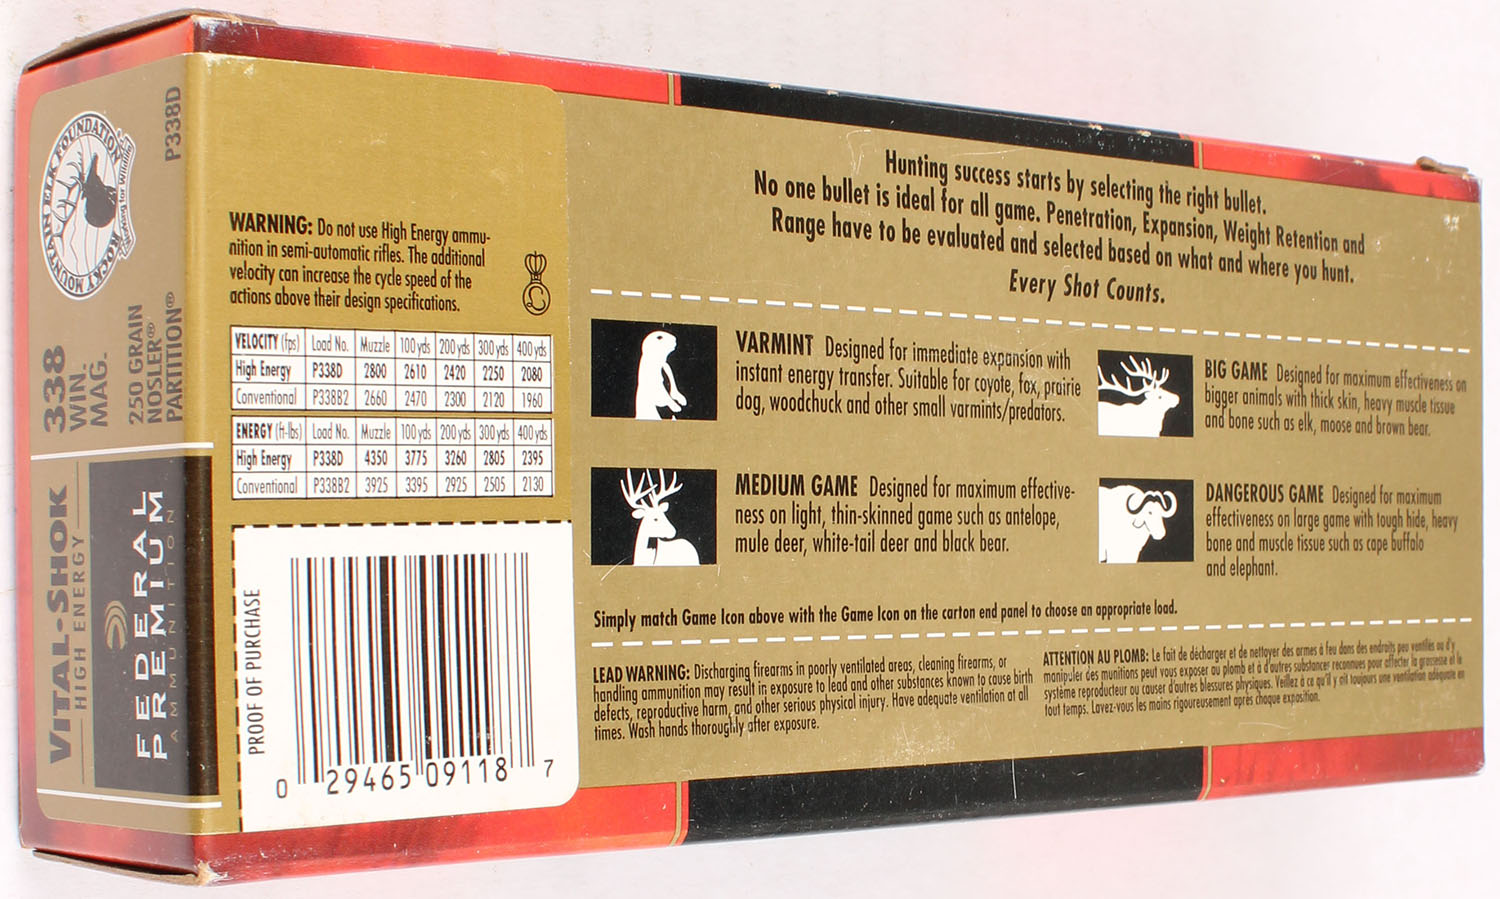 ROCKY MOUNTAIN ELK FOUNDATION
P338D
338
WIN.
MAG.
250 GRAIN
NOSLER®
PARTITION®
VITAL-SHOK
HIGH ENERGY
FEDERAL
PREMIUM
AMMUNITION
WARNING: Do not use High Energy ammu-
nition in semi-automatic rifles. The additional
velocity can increase the cycle speed of the
actions above their design specifications.
VELOCITY (fps) Load No. Muzzle 100 yds 200 yds 300 yds 400 yds
High Energy P338D 2800 2610 2420 2250 2080
Conventional P338B2 2660 2470 2300 2120 1960
ENERGY (ft-lbs) Load No. Muzzle 100 yds 200 yds 300 yds 400 yds
High Energy P338D 4350 3775 3260 2805 2395
Conventional P338B2 3925 3395 2925 2505 2130
PROOF OF PURCHASE
0 29465 09118 7
Hunting success starts by selecting the right bullet.
No one bullet is ideal for all game. Penetration, Expansion, Weight Retention and
Range have to be evaluated and selected based on what and where you hunt.
Every Shot Counts.
VARMINT Designed for immediate expansion with
instant energy transfer. Suitable for coyote, fox, prairie
dog, woodchuck and other small varmints/predators.
MEDIUM GAME Designed for maximum effective-
ness on light, thin-skinned game such as antelope,
mule deer, white-tail deer and black bear.
BIG GAME Designed for maximum effectiveness on
bigger animals with thick skin, heavy muscle tissue
and bone such as elk, moose and brown bear.
DANGEROUS GAME Designed for maximum
effectiveness on large game with tough hide, heavy
bone and muscle tissue such as cape buffalo
and elephant.
Simply match Game Icon above with the Game Icon on the carton end panel to choose an appropriate load.
LEAD WARNING: Discharging firearms in poorly ventilated areas, cleaning firearms, or
handling ammunition may result in exposure to lead and other substances known to cause birth
defects, reproductive harm, and other serious physical injury. Have adequate ventilation at all
times. Wash hands thoroughly after exposure.
ATTENTION AU PLOMB: Le fait de décharger et de nettoyer des armes à feu dans des endroits peu ventilés ou d'y
manipuler des munitions peut vous exposer au plomb et à d'autres substances reconnues pour affecter la grossesse et le
système reproducteur ou causer d'autres blessures physiques. Veillez à ce qu'il y ait toujours une ventilation adéquate en
tout temps. Lavez-vous les mains rigoureusement après chaque exposition.